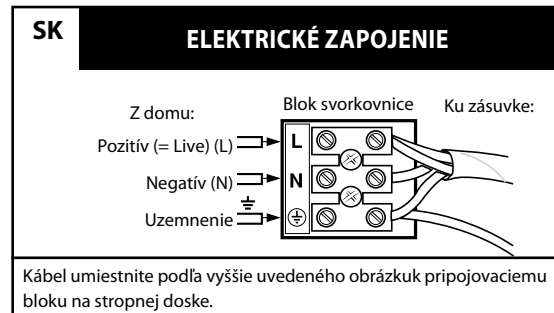 SK
ELEKTRICKÉ ZAPOJENIE
Z domu:
Blok svorkovnice
Ku zásuvke:
Pozitív (= Live) (L)
L
Negatív (N)
N
Uzemnenie
Kábel umiestnite podľa vyššie uvedeného obrázkuk pripojovaciemu
bloku na stropnej doske.